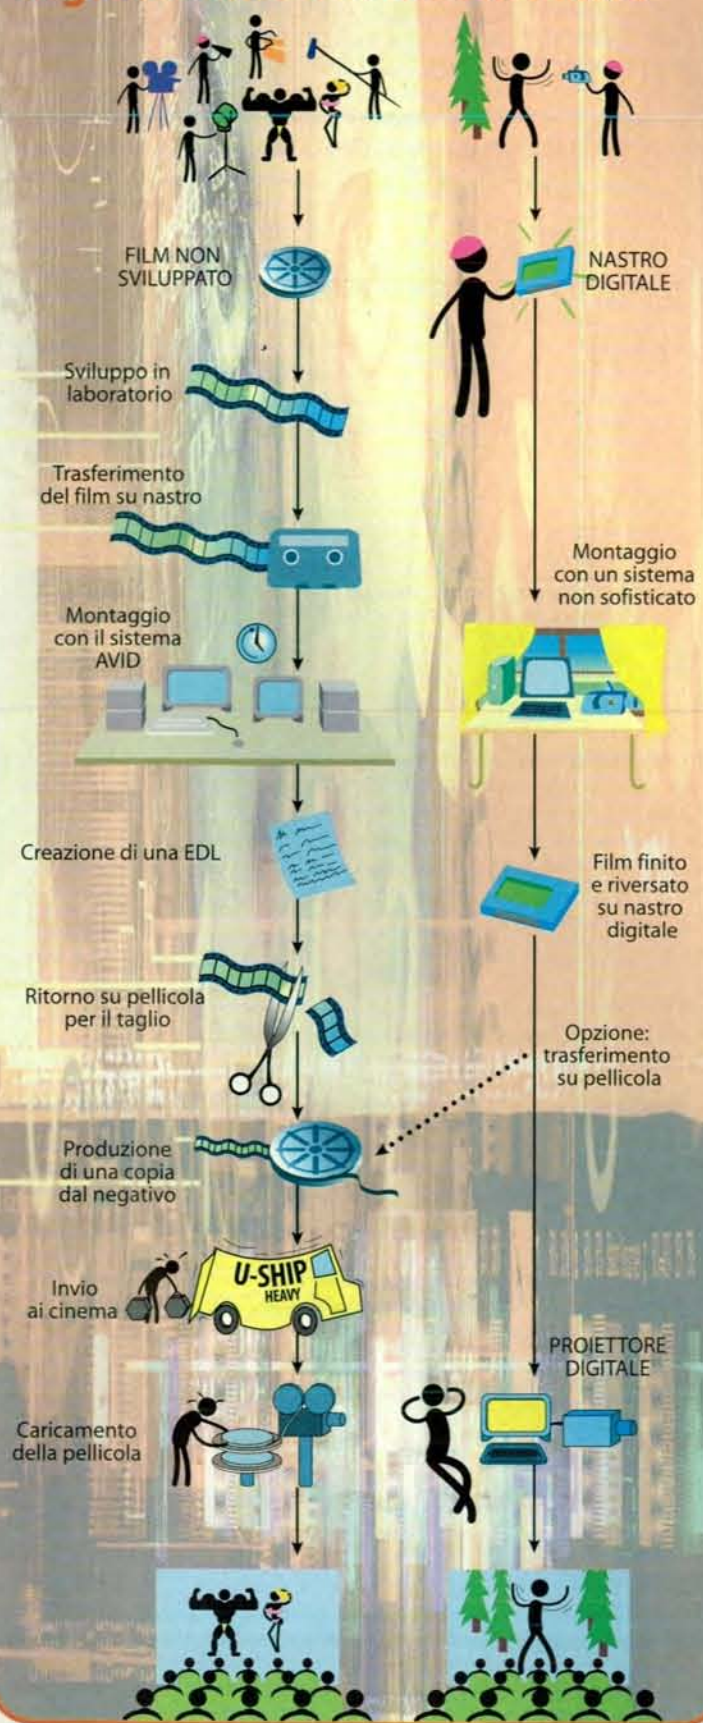 FILM NON
SVILUPPATO
Sviluppo in
laboratorio
Trasferimento
del film su nastro
Montaggio
con il sistema
AVID
Creazione di una EDL
Ritorno su pellicola
per il taglio
Produzione
di una copia
dal negativo
Invio
ai cinema
U-SHIP
HEAVY
Caricamento
della pellicola
NASTRO
DIGITALE
Montaggio
con un sistema
non sofisticato
Film finito
e riversato
su nastro
digitale
Opzione:
trasferimento
su pellicola
PROIETTORE
DIGITALE